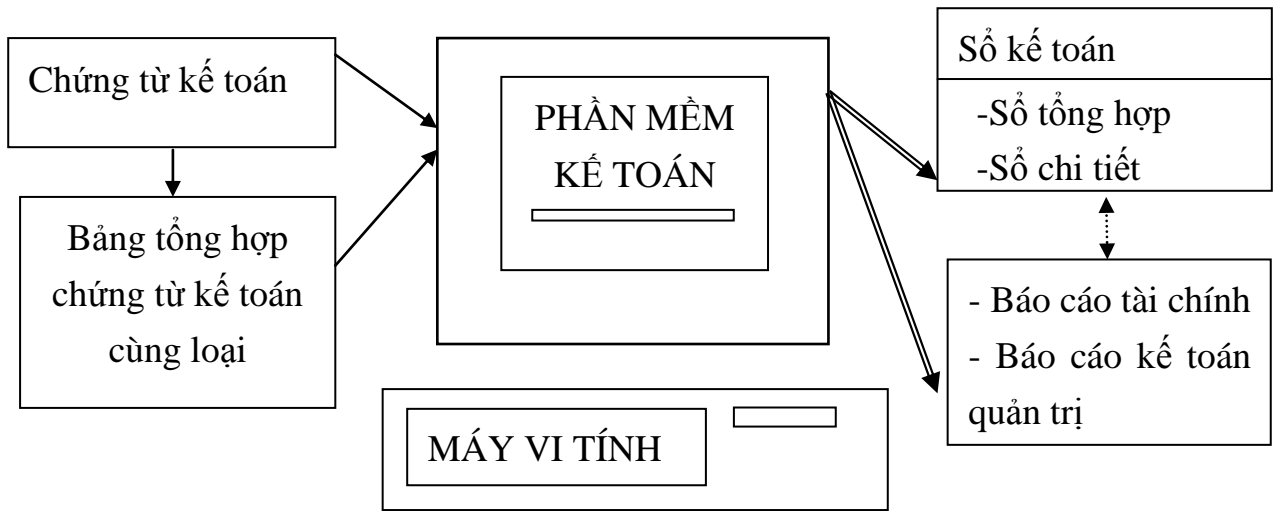 Chứng từ kế toán
Bảng tổng hợp
chứng từ kế toán
cùng loại
PHẦN MỀM
KẾ TOÁN
MÁY VI TÍNH
Sổ kế toán
-Sổ tổng hợp
-Sổ chi tiết
- Báo cáo tài chính
- Báo cáo kế toán
quản trị